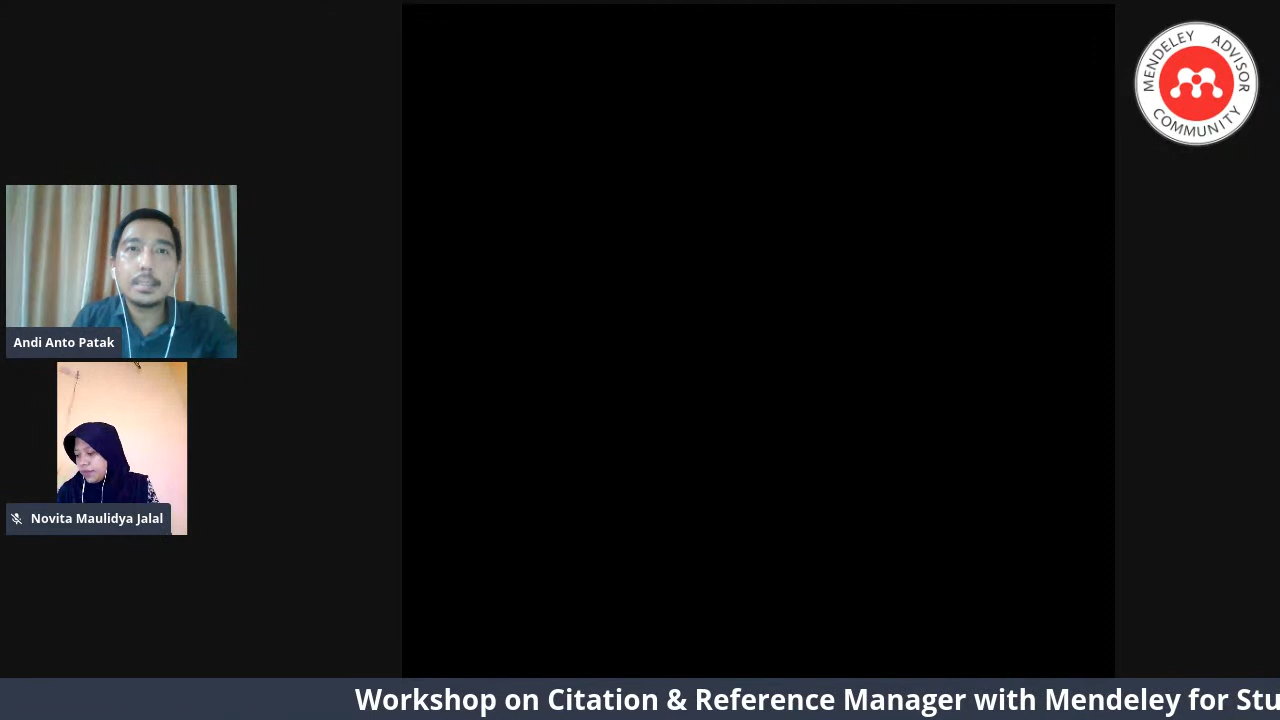 MENDELEY ADVISOR
COMMUNITY
Andi Anto Patak
Novita Maulidya Jalal
Workshop on Citation & Reference Manager with Mendeley for Stu